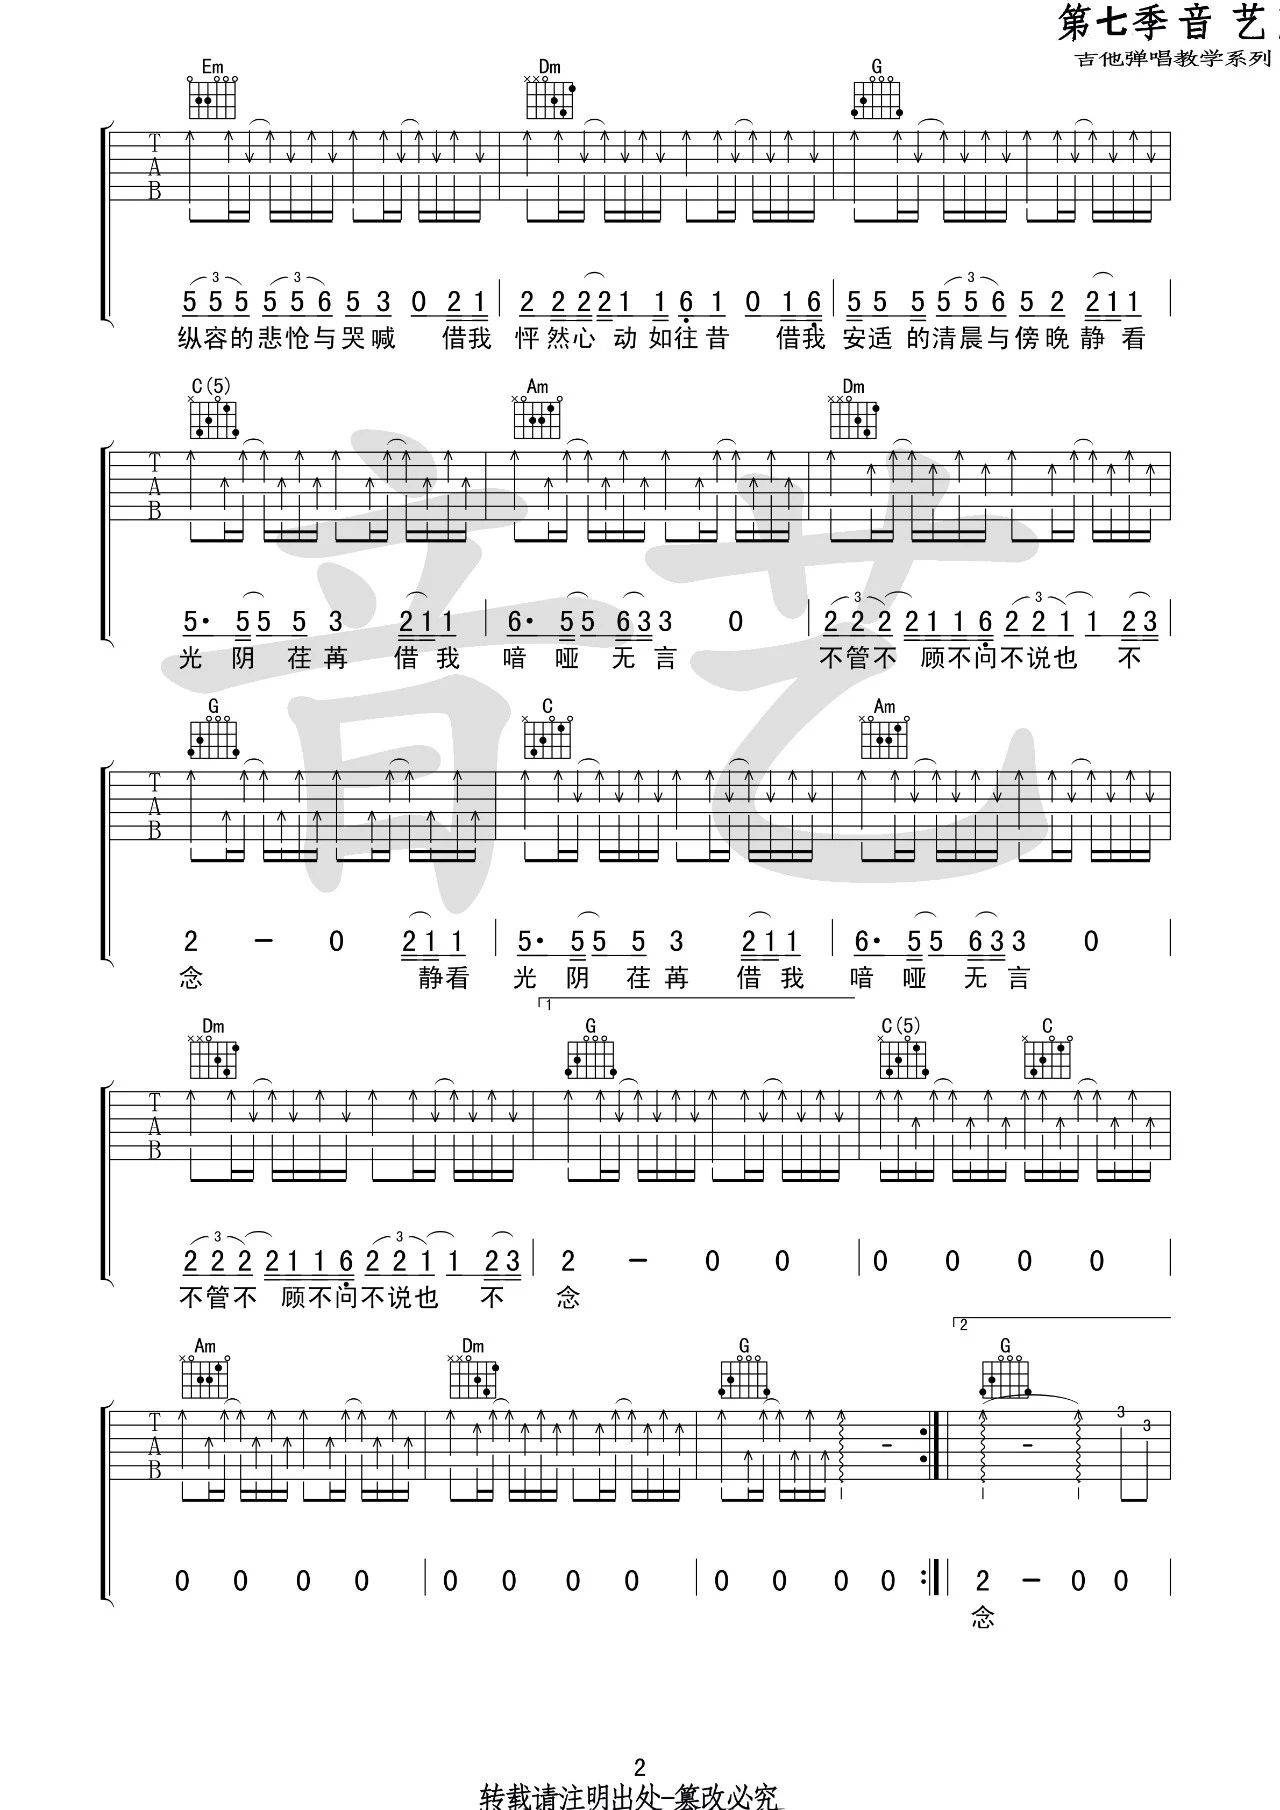 第七季音 艺
吉他弹唱教学系列
Em Dm G
T A B
3 3
5 5 5 5 5 6 5 3 0 2 1 2 2 2 2 1 1 6 1 0 1 6 5 5 5 5 5 6 5 2 2 1 1
纵容的悲怆与哭喊 借我 怦然心动如往昔 借我 安适的清晨与傍晚静看
C(5) Am Dm
T A B
3 3
5· 5 5 5 3 2 1 1 6· 5 5 6 3 3 0 2 2 2 2 1 1 6 2 2 1 1 2 3
光阴荏苒 借我 喑哑无言 不管不 顾不问不说也 不
G C Am
T A B
2 - 0 2 1 1 5· 5 5 5 3 2 1 1 6· 5 5 6 3 3 0
念 静看 光阴荏苒 借我 喑哑无言
1
Dm G C(5) C
T A B
3 3
2 2 2 2 1 1 6 2 2 1 1 2 3 2 - 0 0 0 0 0 0
不管不 顾不问不说也 不 念
2
Am Dm G G
T A B
3 3
0 0 0 0 0 0 0 0 0 0 0 0 2 - 0 0
念
2
转载请注明出处-篡改必究
音艺